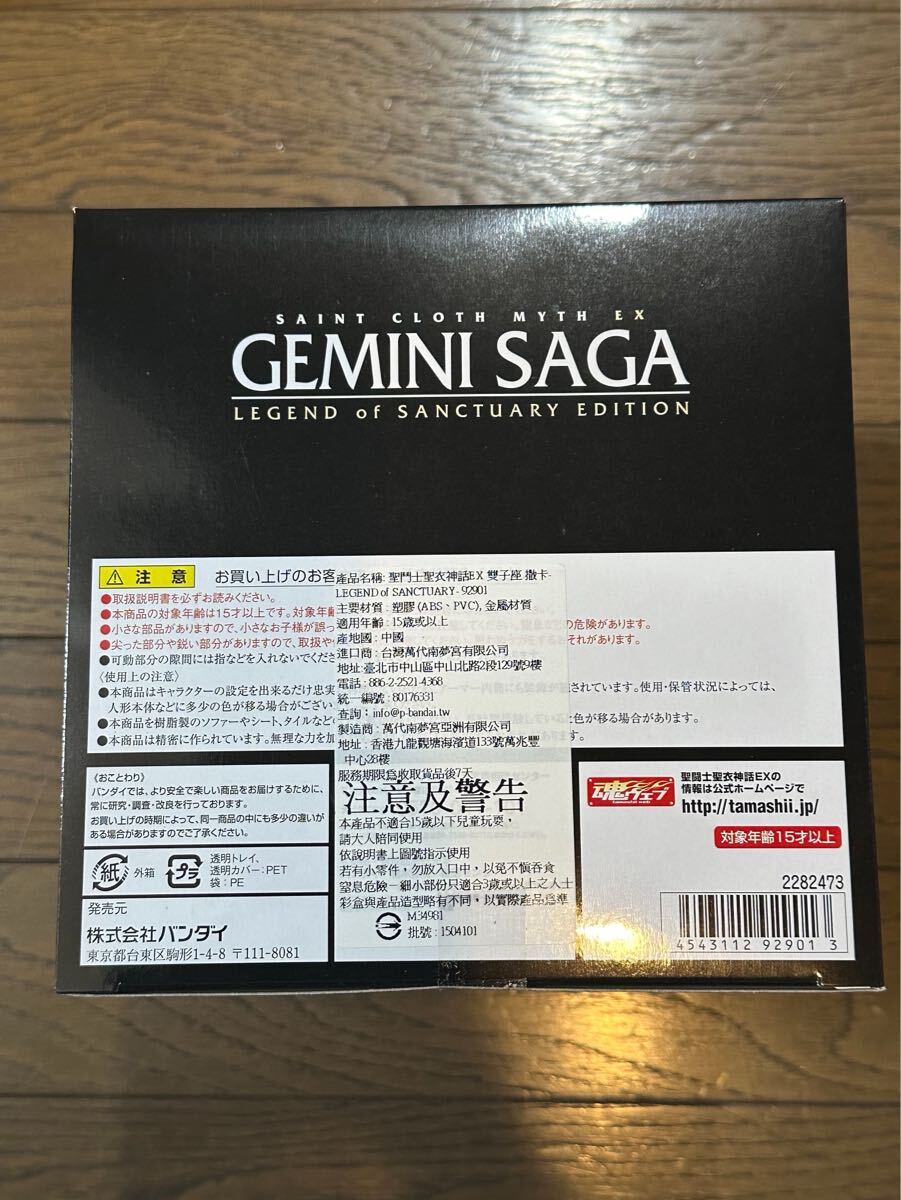 SAINT CLOTH MYTH EX
GEMINI SAGA
LEGEND of SANCTUARY EDITION
注意
お買い上げのお客
●取扱説明書を必ずお読みください。
●本商品の対象年齢は15才以上です。対象年齢
●小さな部品がありますので、小さなお子様が誤っ
の危険があります。
●尖った部分や鋭い部分がありますので、取扱や
それがあります。
●可動部分の隙間には指などを入れないでくださ
〈使用上の注意〉
●本商品はキャラクターの設定を出来るだけ忠実
されています。使用・保管状況によっては、
人形本体などに多少の色が移る場合がござい
●本商品を樹脂製のソファーやシート、タイルなどの
色が移る場合があります。
●本商品は精密に作られています。無理な力を加
す。
產品名稱: 聖鬥士聖衣神話EX 雙子座 撒卡-
LEGEND of SANCTUARY - 92901
主要材質 : 塑膠 (ABS、PVC), 金屬材質
適用年齡 : 15歲或以上
產地國 : 中國
進口商 : 台灣萬代南夢宮有限公司
地址: 臺北市中山區中山北路2段129號9樓
電話 : 886-2-2521-4368
統一編號 : 80176331
查詢 : info@p-bandai.tw
製造商 : 萬代南夢宮亞洲有限公司
地址 : 香港九龍觀塘海濱道133號萬兆豐
中心28樓
服務期限為收取貨品後7天
注意及警告
本產品不適合15歲以下兒童玩耍，
請大人陪同使用
依說明書上圖號指示使用
若有小零件，勿放入口中，以免不慎吞食
窒息危險－細小部份只適合3歲或以上之人士
彩盒與產品造型略有不同，以實際產品為準
M34981
批號 : 1504101
《おことわり》
バンダイでは、より安全で楽しい商品をお届けするために、
常に研究・調査・改良を行っております。
お買い上げの時期によって、同一商品の中にも多少の違いが
ある場合がありますのでご了承ください。
紙 外箱
プラ
透明トレイ、
透明カバー:PET
袋:PE
発売元
株式会社バンダイ
東京都台東区駒形1-4-8 〒111-8081
魂ウェブ
tamashii web
聖闘士聖衣神話EXの
情報は公式ホームページで
http://tamashii.jp/
対象年齢15才以上
2282473
4543112 92901 3